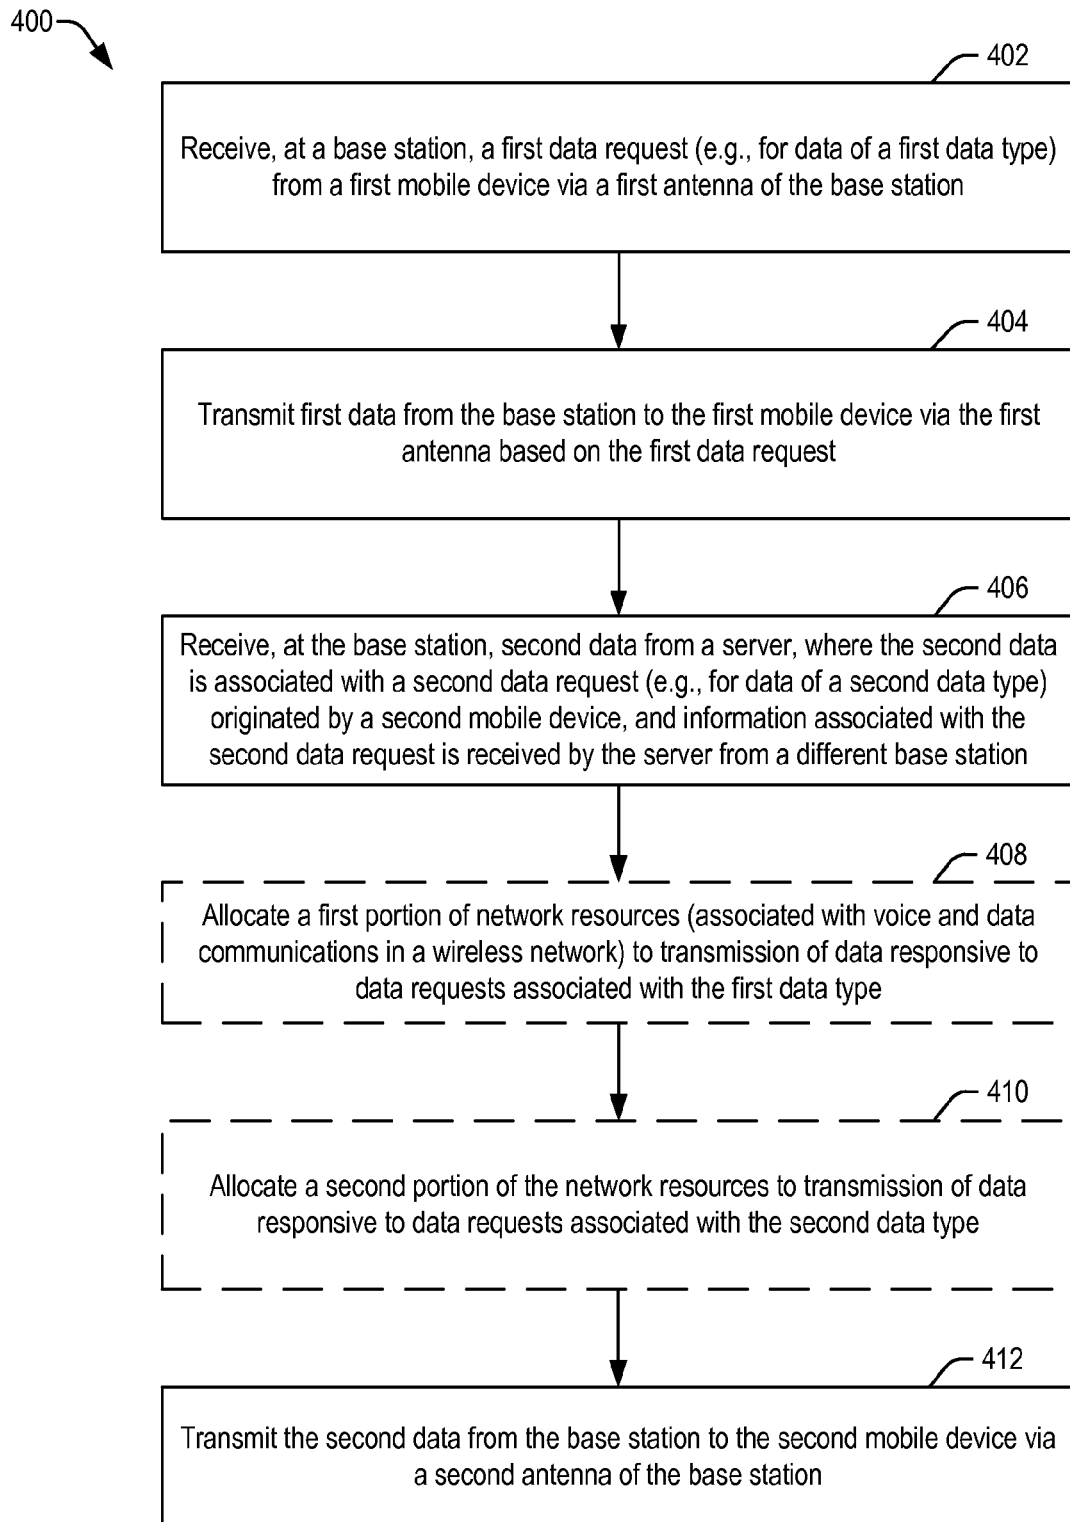 400
402
Receive, at a base station, a first data request (e.g., for data of a first data type)
from a first mobile device via a first antenna of the base station
404
Transmit first data from the base station to the first mobile device via the first
antenna based on the first data request
406
Receive, at the base station, second data from a server, where the second data
is associated with a second data request (e.g., for data of a second data type)
originated by a second mobile device, and information associated with the
second data request is received by the server from a different base station
408
Allocate a first portion of network resources (associated with voice and data
communications in a wireless network) to transmission of data responsive to
data requests associated with the first data type
410
Allocate a second portion of the network resources to transmission of data
responsive to data requests associated with the second data type
412
Transmit the second data from the base station to the second mobile device via
a second antenna of the base station